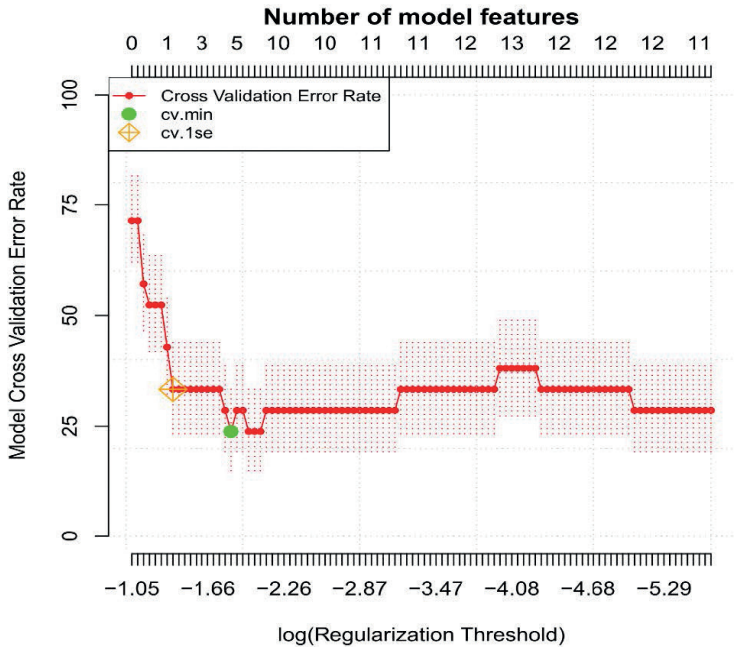 Number of model features
0 1 3 5 10 10 11 11 12 13 12 12 12 11
Cross Validation Error Rate
cv.min
cv.1se
Model Cross Validation Error Rate
100
75
50
25
0
−1.05 −1.66 −2.26 −2.87 −3.47 −4.08 −4.68 −5.29
log(Regularization Threshold)